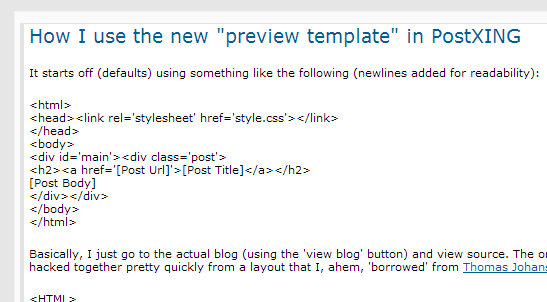 How I use the new "preview template" in PostXING
It starts off (defaults) using something like the following (newlines added for readability):
<html>
<head><link rel='stylesheet' href='style.css'></link>
</head>
<body>
<div id='main'><div class='post'>
<h2><a href='[Post Url]'>[Post Title]</a></h2>
[Post Body]
</div></div>
</body>
</html>
Basically, I just go to the actual blog (using the 'view blog' button) and view source. The
hacked together pretty quickly from a layout that I, ahem, 'borrowed' from Thomas
<HTML>